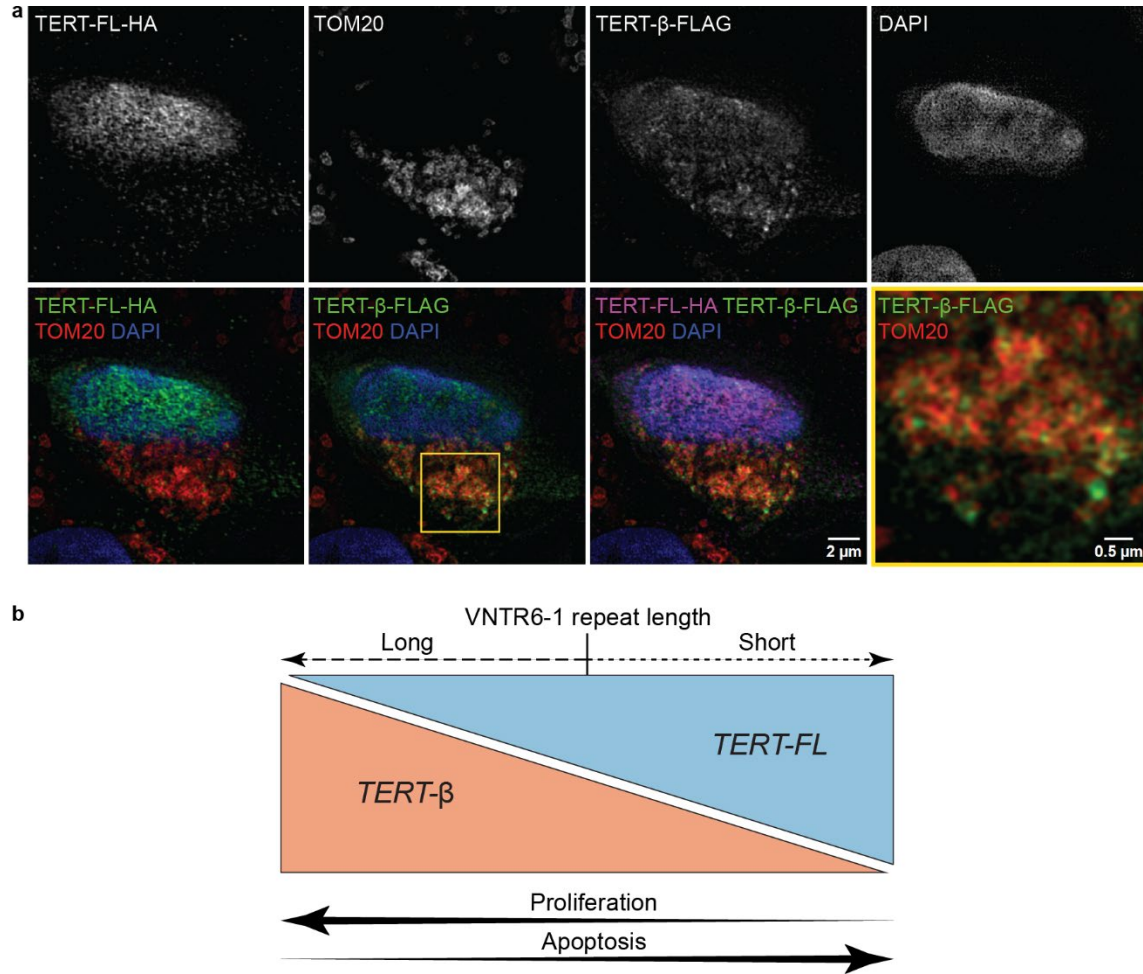 a
TERT-FL-HA
TOM20
TERT-β-FLAG
DAPI
TERT-FL-HA
TOM20 DAPI
TERT-β-FLAG
TOM20 DAPI
TERT-FL-HA TERT-β-FLAG
TOM20 DAPI
2 µm
TERT-β-FLAG
TOM20
0.5 µm
b
VNTR6-1 repeat length
Long
Short
TERT-FL
TERT-β
Proliferation
Apoptosis